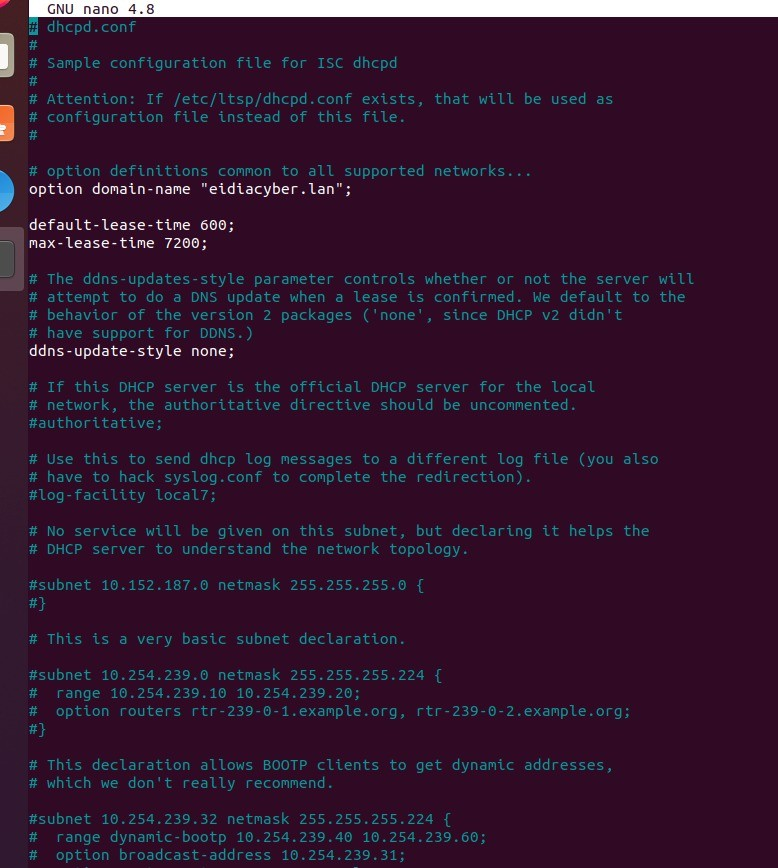 GNU nano 4.8
# dhcpd.conf
#
# Sample configuration file for ISC dhcpd
#
# Attention: If /etc/ltsp/dhcpd.conf exists, that will be used as
# configuration file instead of this file.
#
# option definitions common to all supported networks...
option domain-name "eidiacyber.lan";
default-lease-time 600;
max-lease-time 7200;
# The ddns-updates-style parameter controls whether or not the server will
# attempt to do a DNS update when a lease is confirmed. We default to the
# behavior of the version 2 packages ('none', since DHCP v2 didn't
# have support for DDNS.)
ddns-update-style none;
# If this DHCP server is the official DHCP server for the local
# network, the authoritative directive should be uncommented.
#authoritative;
# Use this to send dhcp log messages to a different log file (you also
# have to hack syslog.conf to complete the redirection).
#log-facility local7;
# No service will be given on this subnet, but declaring it helps the
# DHCP server to understand the network topology.
#subnet 10.152.187.0 netmask 255.255.255.0 {
#}
# This is a very basic subnet declaration.
#subnet 10.254.239.0 netmask 255.255.255.224 {
#  range 10.254.239.10 10.254.239.20;
#  option routers rtr-239-0-1.example.org, rtr-239-0-2.example.org;
#}
# This declaration allows BOOTP clients to get dynamic addresses,
# which we don't really recommend.
#subnet 10.254.239.32 netmask 255.255.255.224 {
#  range dynamic-bootp 10.254.239.40 10.254.239.60;
#  option broadcast-address 10.254.239.31;